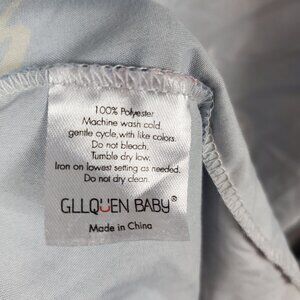 100% Polyester
Machine wash cold,
gentle cycle,with like colors.
Do not bleach.
Tumble dry low.
Iron on lowest setting as needed.
Do not dry clean.
GLLQUEN BABY®
Made in China